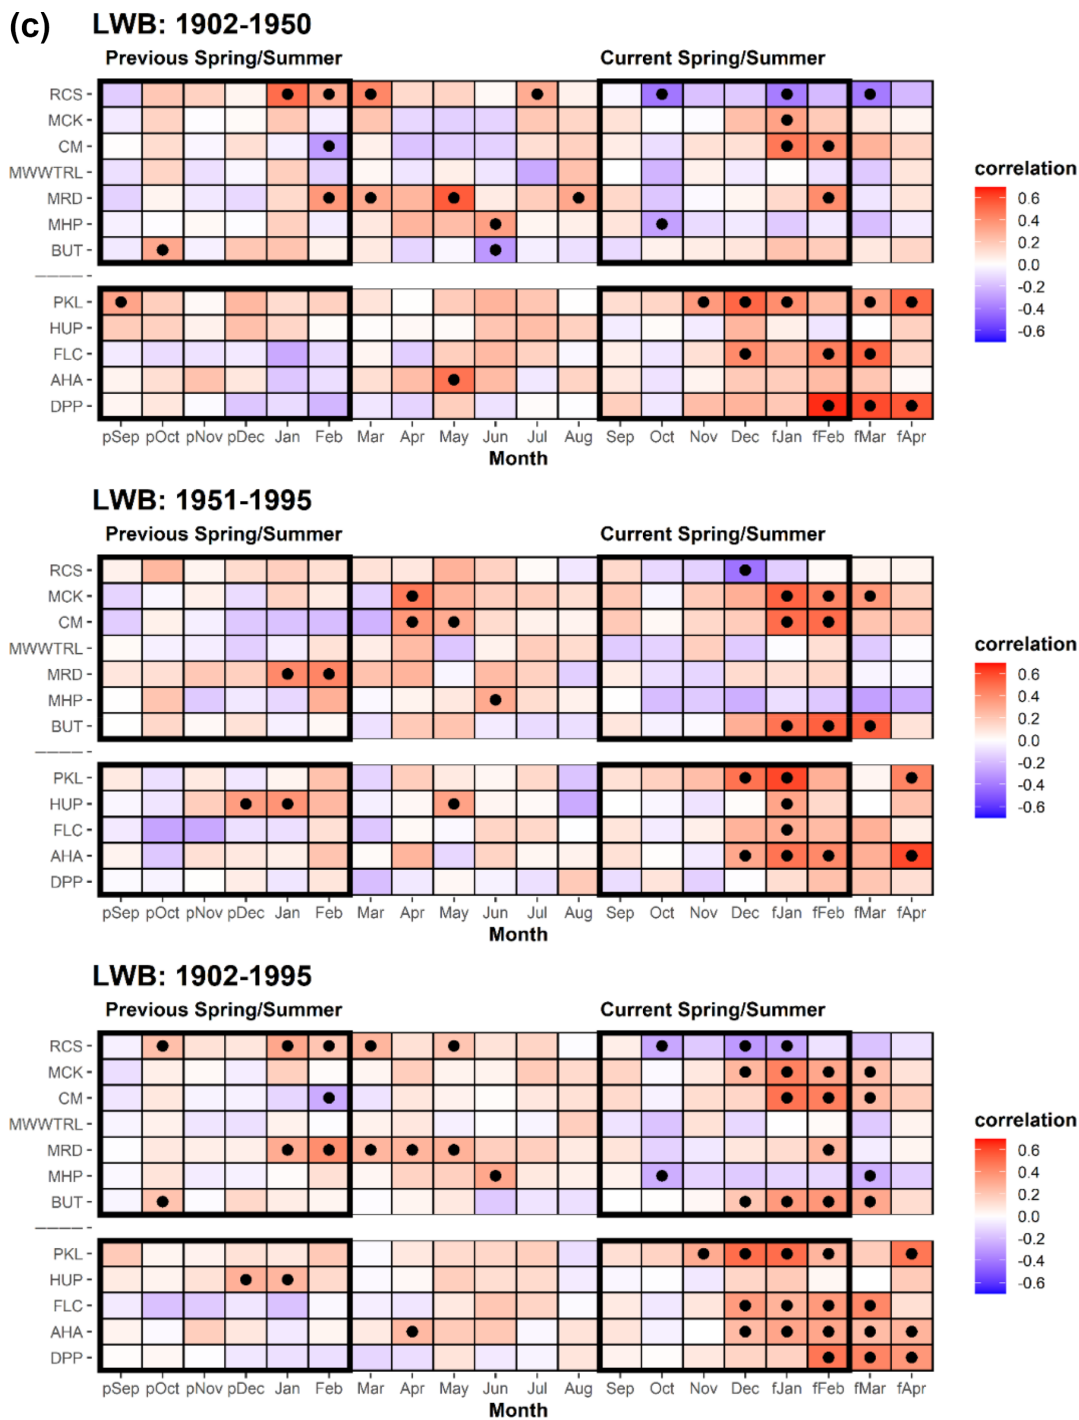 (c) LWB: 1902-1950
Previous Spring/Summer Current Spring/Summer
RCS
MCK
CM
MWWTRL
MRD
MHP
BUT
————
PKL
HUP
FLC
AHA
DPP
pSep pOct pNov pDec Jan Feb Mar Apr May Jun Jul Aug Sep Oct Nov Dec fJan fFeb fMar fApr
Month
correlation
0.6
0.4
0.2
0.0
-0.2
-0.4
-0.6
LWB: 1951-1995
Previous Spring/Summer Current Spring/Summer
RCS
MCK
CM
MWWTRL
MRD
MHP
BUT
————
PKL
HUP
FLC
AHA
DPP
pSep pOct pNov pDec Jan Feb Mar Apr May Jun Jul Aug Sep Oct Nov Dec fJan fFeb fMar fApr
Month
correlation
0.6
0.4
0.2
0.0
-0.2
-0.4
-0.6
LWB: 1902-1995
Previous Spring/Summer Current Spring/Summer
RCS
MCK
CM
MWWTRL
MRD
MHP
BUT
————
PKL
HUP
FLC
AHA
DPP
pSep pOct pNov pDec Jan Feb Mar Apr May Jun Jul Aug Sep Oct Nov Dec fJan fFeb fMar fApr
Month
correlation
0.6
0.4
0.2
0.0
-0.2
-0.4
-0.6